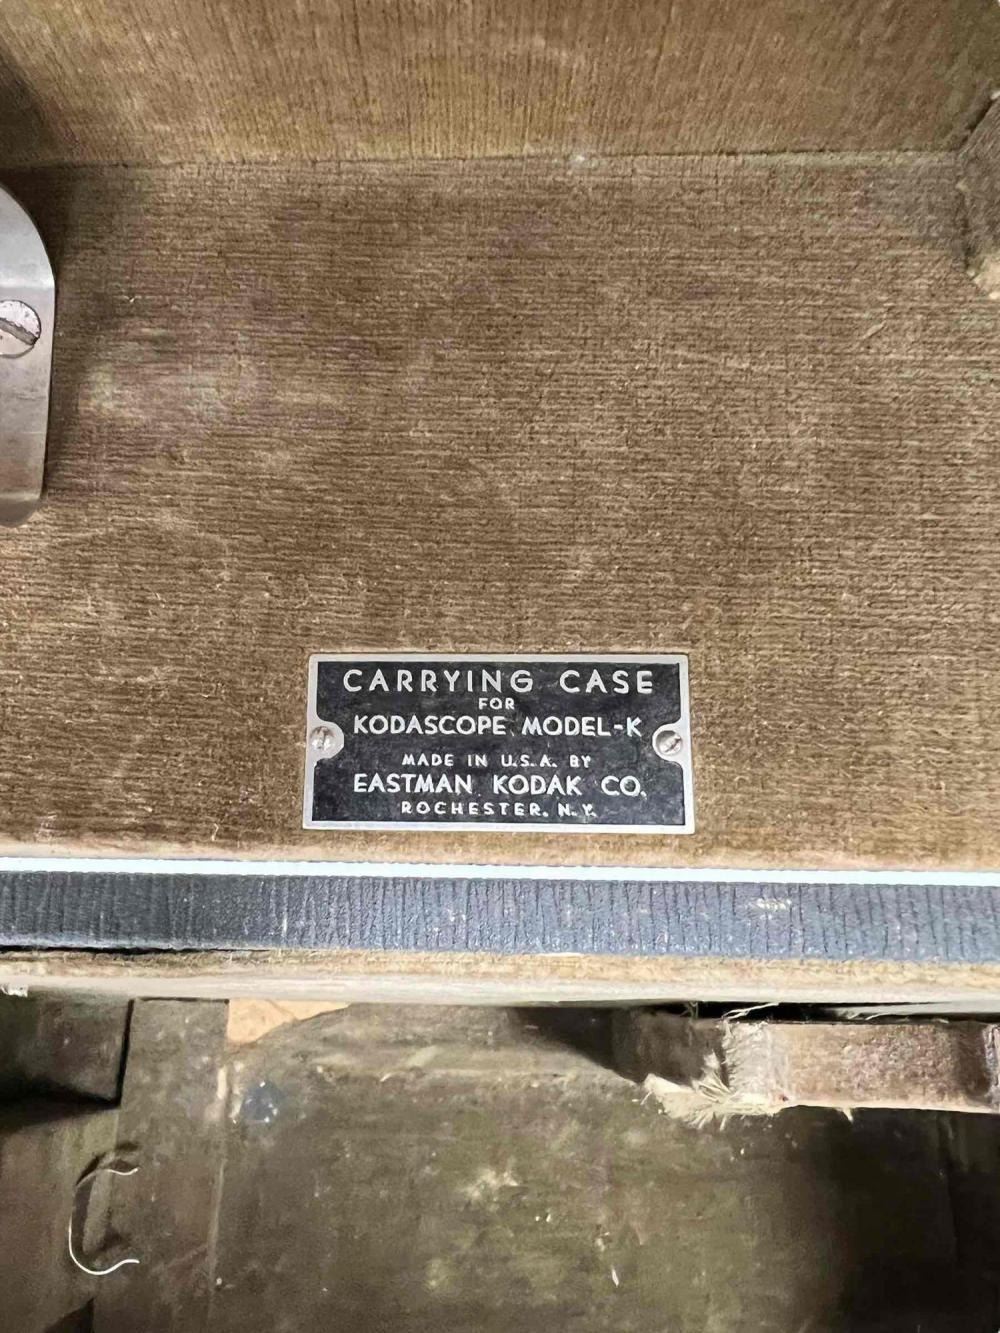 CARRYING CASE
FOR
KODASCOPE MODEL-K
MADE IN U.S.A. BY
EASTMAN KODAK CO.
ROCHESTER, N.Y.